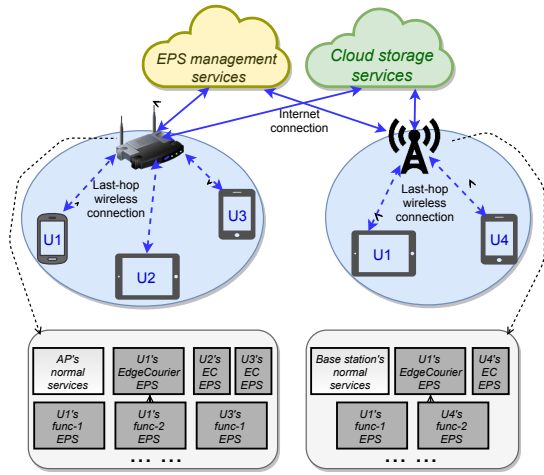 EPS management
services
Cloud storage
services
Internet
connection
Last-hop
wireless
connection
U1
U2
U3
Last-hop
wireless
connection
U1
U4
AP's
normal
services
U1's
EdgeCourier
EPS
U2's
EC
EPS
U3's
EC
EPS
U1's
func-1
EPS
U1's
func-2
EPS
U3's
func-1
EPS
... ...
Base station's
normal
services
U1's
EdgeCourier
EPS
U4's
EC
EPS
U1's
func-1
EPS
U4's
func-2
EPS
... ...